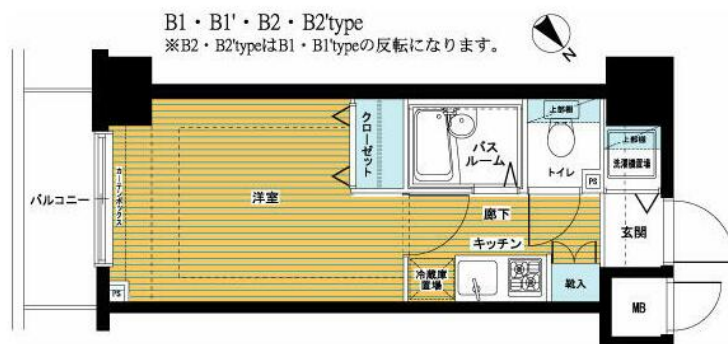 B1・B1'・B2・B2'type
※B2・B2'typeはB1・B1'typeの反転になります。
N
バルコニー
カーテンボックス
洋室
クローゼット
バス
ルーム
上部棚
トイレ
PS
上部棚
洗濯機置場
廊下
キッチン
玄関
冷蔵庫
置場
靴入
PS
MB